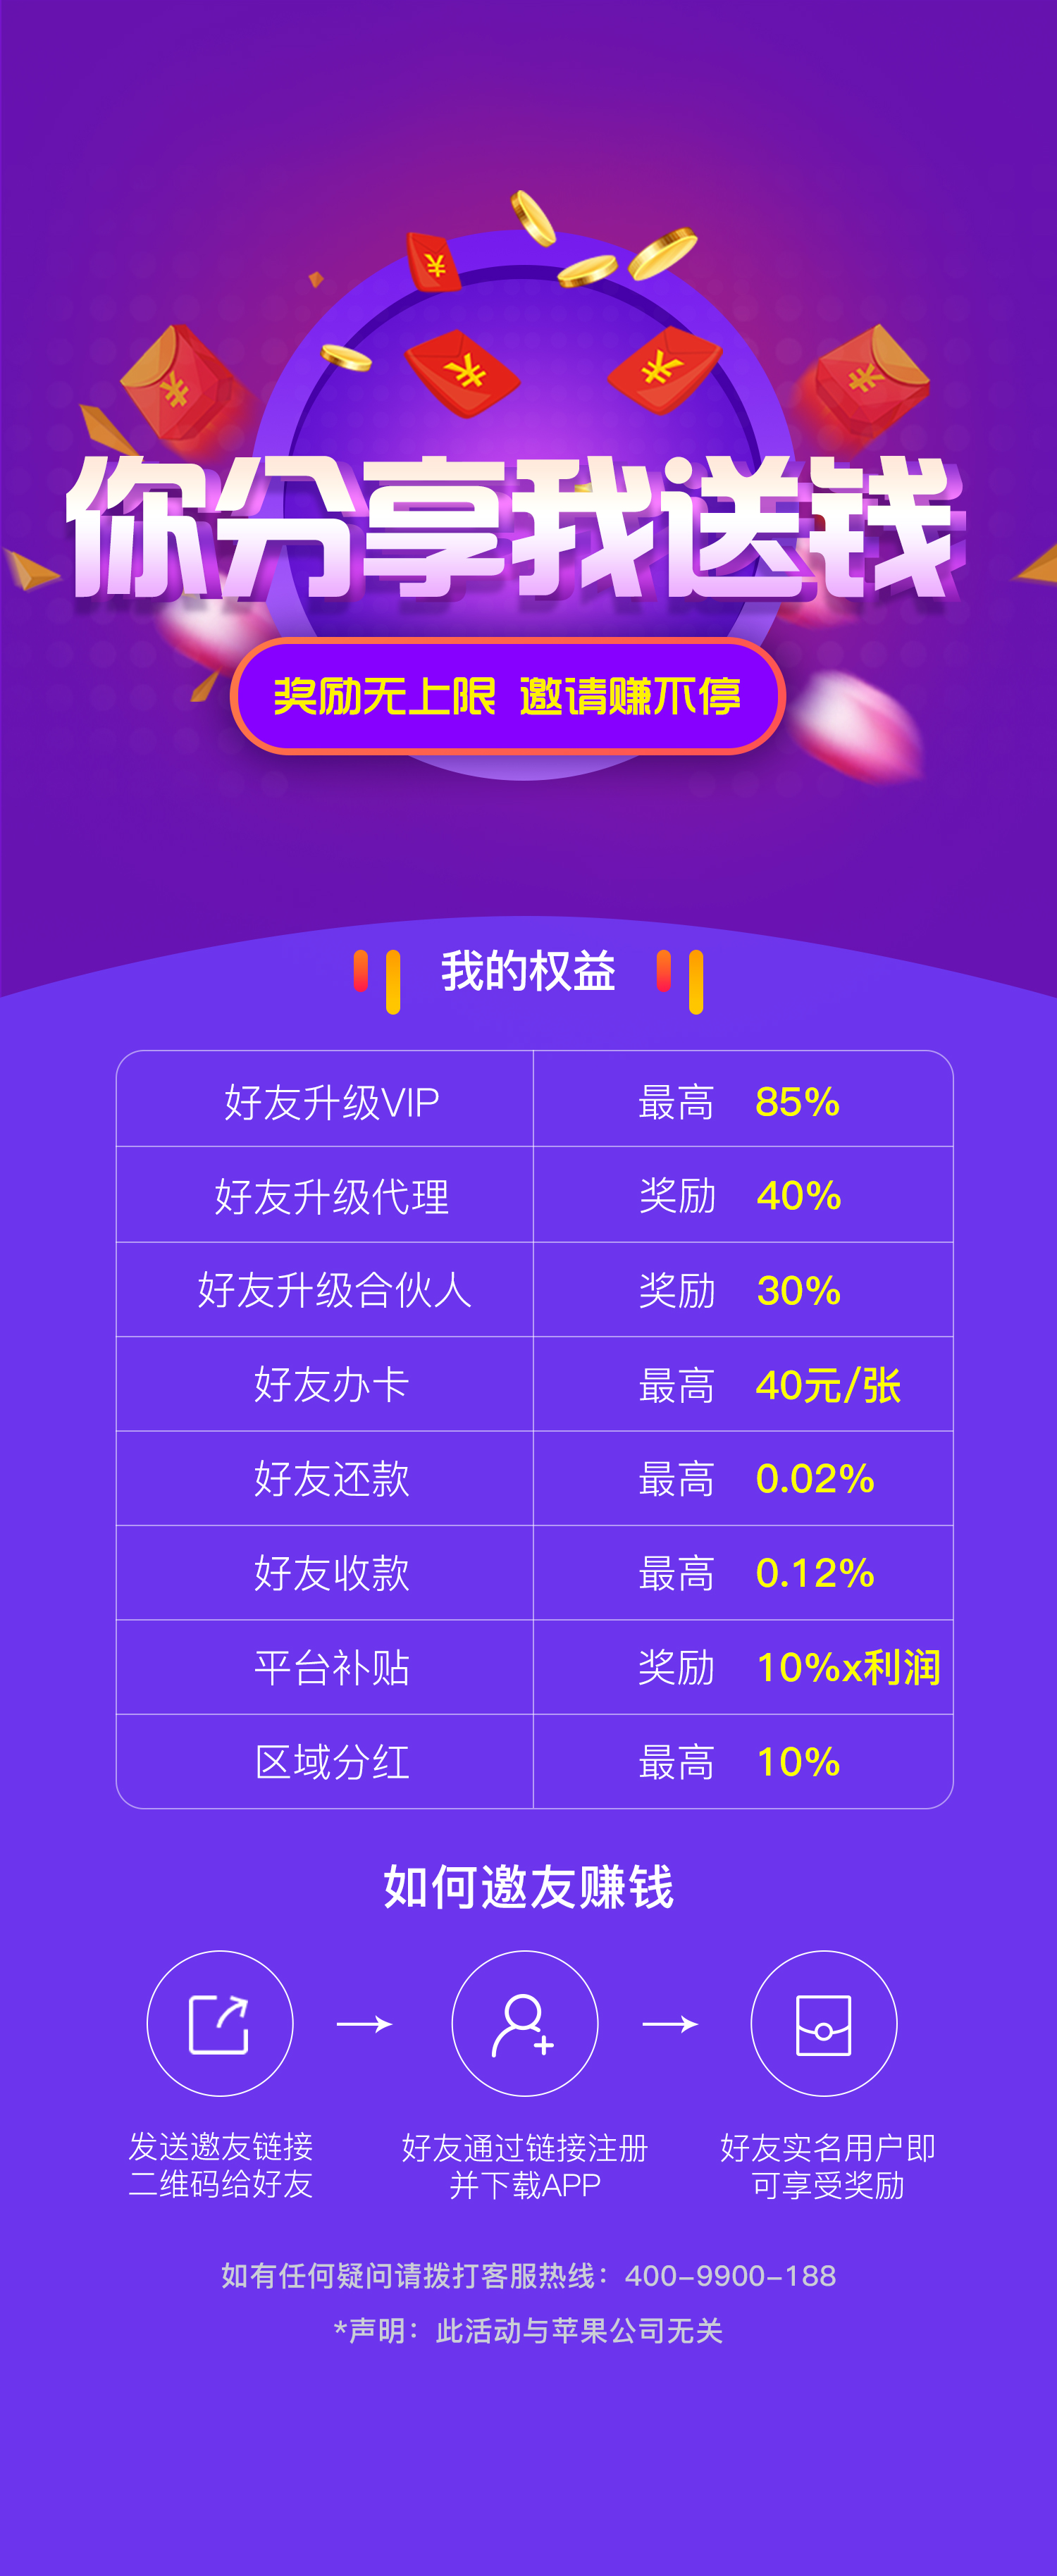 你分享我送钱
奖励无上限 邀请赚不停
我的权益
好友升级VIP 最高 85%
好友升级代理 奖励 40%
好友升级合伙人 奖励 30%
好友办卡 最高 40元/张
好友还款 最高 0.02%
好友收款 最高 0.12%
平台补贴 奖励 10%x利润
区域分红 最高 10%
如何邀友赚钱
发送邀友链接
二维码给好友
好友通过链接注册
并下载APP
好友实名用户即
可享受奖励
如有任何疑问请拨打客服热线：400-9900-188
*声明：此活动与苹果公司无关